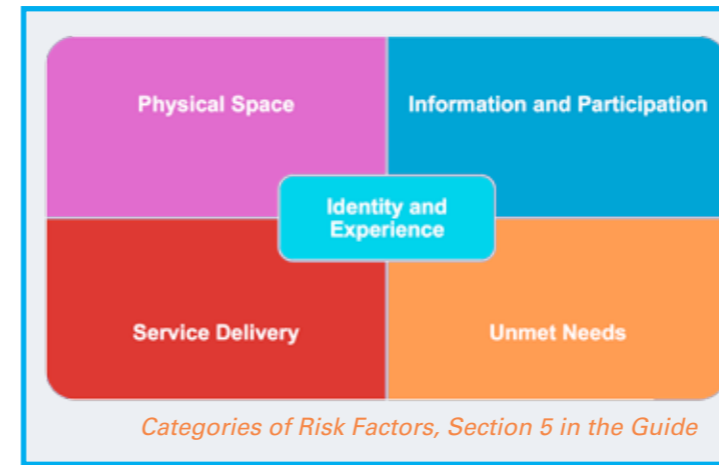 Physical Space
Information and Participation
Identity and
Experience
Service Delivery
Unmet Needs
Categories of Risk Factors, Section 5 in the Guide